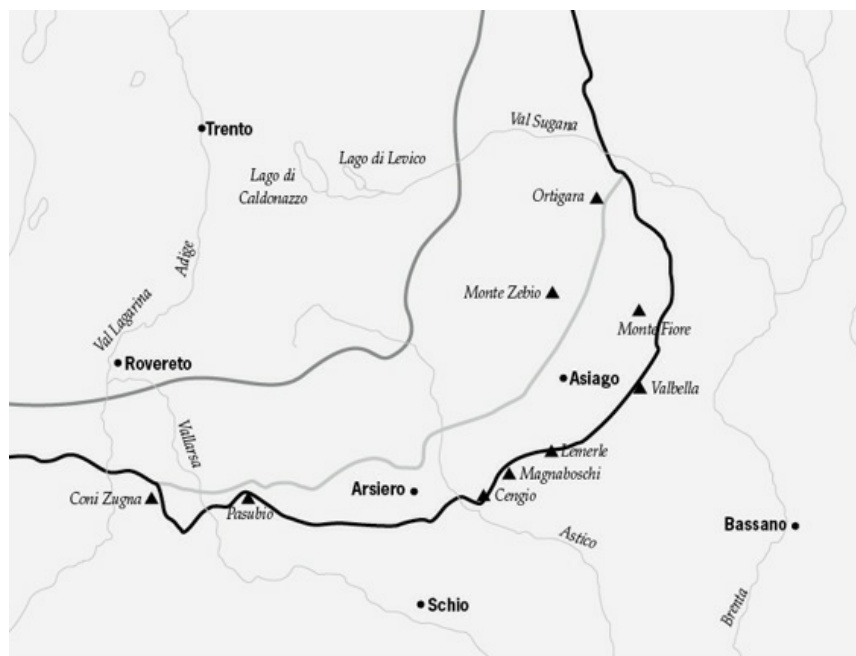 Val Sugana
Trento
Lago di Levico
Lago di
Caldonazzo
Ortigara
Adige
Monte Zebio
Val Lagarina
Monte Fiore
Rovereto
Asiago
Valbella
Vallarsa
Lemerle
Magnaboschi
Arsiero
Coni Zugna
Cengio
Pasubio
Bassano
Astico
Schio
Brenta